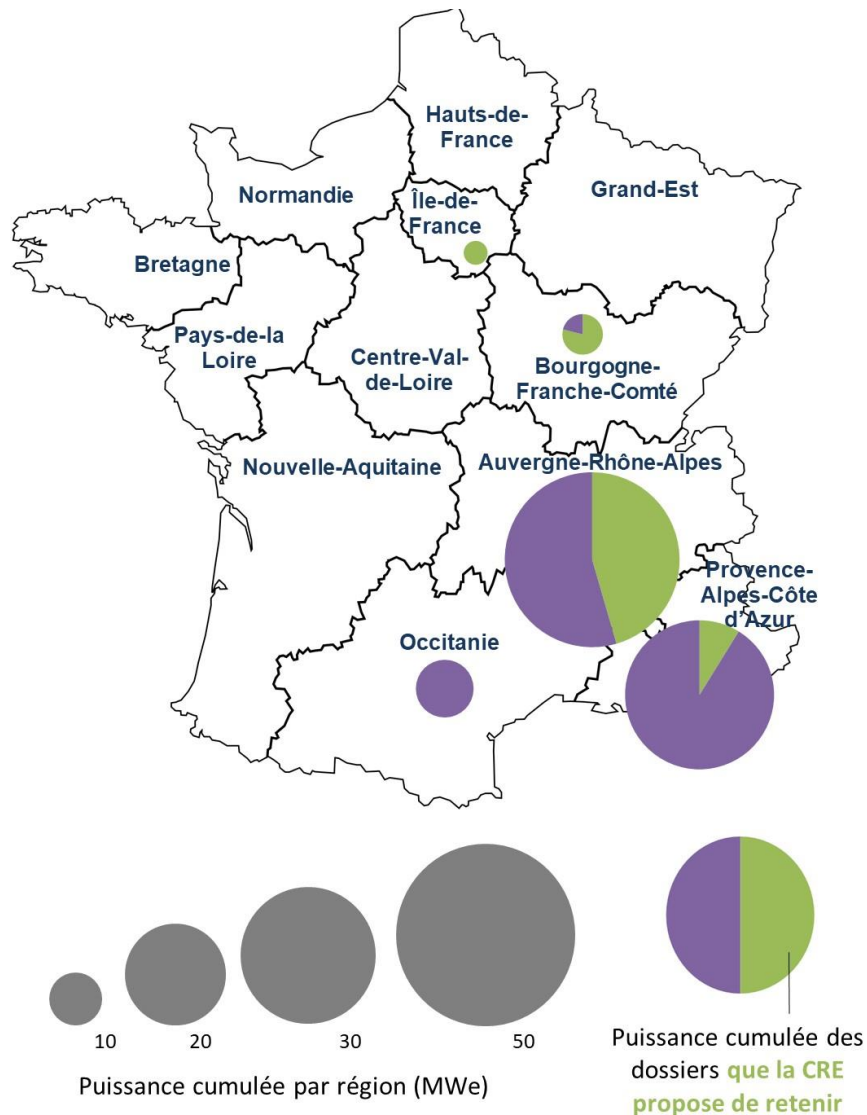 Hauts-de-
France
Normandie
Île-de-
France
Grand-Est
Bretagne
Pays-de-la
Loire
Centre-Val-
de-Loire
Bourgogne-
Franche-Comté
Nouvelle-Aquitaine
Auvergne-Rhône-Alpes
Provence-
Alpes-Côte
d'Azur
Occitanie
10
20
30
50
Puissance cumulée par région (MWe)
Puissance cumulée des
dossiers que la CRE
propose de retenir